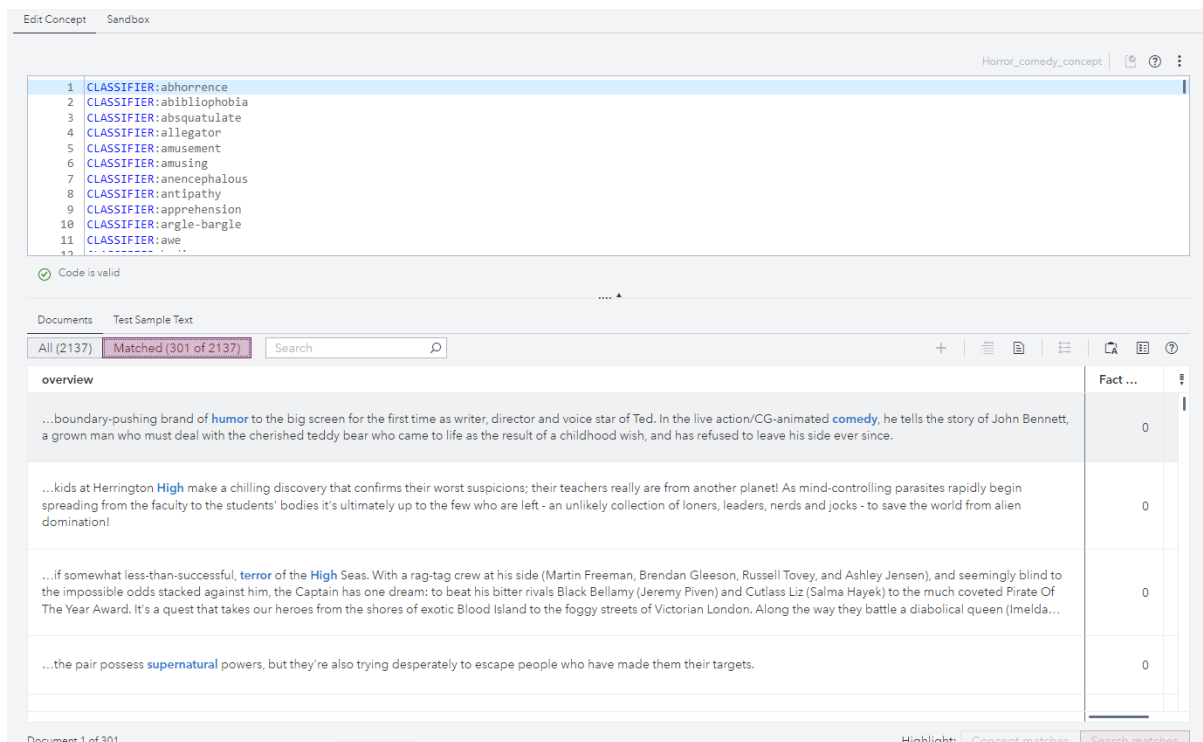 Edit Concept Sandbox
Horror_comedy_concept
1 CLASSIFIER:abhorrence
2 CLASSIFIER:abibliophobia
3 CLASSIFIER:absquatulate
4 CLASSIFIER:allegator
5 CLASSIFIER:amusement
6 CLASSIFIER:amusing
7 CLASSIFIER:anencephalous
8 CLASSIFIER:antipathy
9 CLASSIFIER:apprehension
10 CLASSIFIER:argle-bargle
11 CLASSIFIER:awe
Code is valid
Documents Test Sample Text
All (2137) Matched (301 of 2137) Search
overview Fact ...
...boundary-pushing brand of humor to the big screen for the first time as writer, director and voice star of Ted. In the live action/CG-animated comedy, he tells the story of John Bennett,
a grown man who must deal with the cherished teddy bear who came to life as the result of a childhood wish, and has refused to leave his side ever since.
0
...kids at Herrington High make a chilling discovery that confirms their worst suspicions; their teachers really are from another planet! As mind-controlling parasites rapidly begin
spreading from the faculty to the students' bodies it's ultimately up to the few who are left - an unlikely collection of loners, leaders, nerds and jocks - to save the world from alien
domination!
0
...if somewhat less-than-successful, terror of the High Seas. With a rag-tag crew at his side (Martin Freeman, Brendan Gleeson, Russell Tovey, and Ashley Jensen), and seemingly blind to
the impossible odds stacked against him, the Captain has one dream: to beat his bitter rivals Black Bellamy (Jeremy Piven) and Cutlass Liz (Salma Hayek) to the much coveted Pirate Of
The Year Award. It's a quest that takes our heroes from the shores of exotic Blood Island to the foggy streets of Victorian London. Along the way they battle a diabolical queen (Imelda...
0
...the pair possess supernatural powers, but they're also trying desperately to escape people who have made them their targets.
0
Document 1 of 301 Highlight: Concept matches Search matches